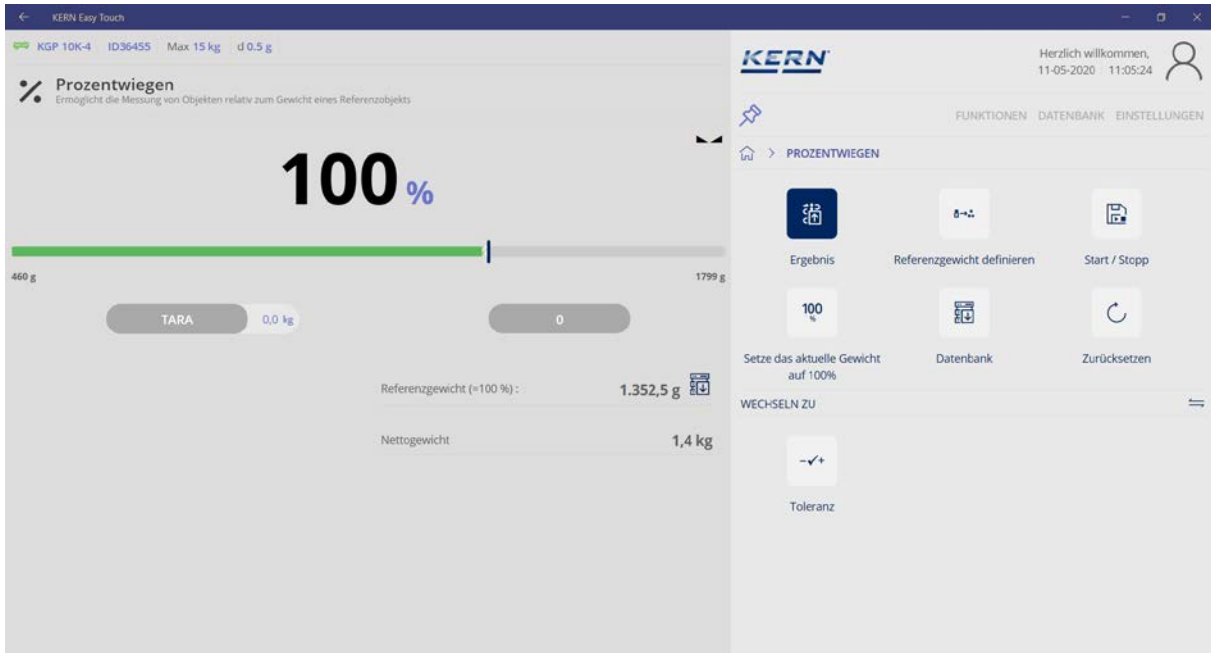 KERN Easy Touch
KGP 10K-4 ID36455 Max 15 kg d 0.5 g
Prozentwiegen
Ermöglicht die Messung von Objekten relativ zum Gewicht eines Referenzobjekts
100 %
460 g 1799 g
TARA 0,0 kg 0
Referenzgewicht (=100 %) : 1.352,5 g
Nettogewicht 1,4 kg
KERN
Herzlich willkommen,
11-05-2020 11:05:24
FUNKTIONEN DATENBANK EINSTELLUNGEN
> PROZENTWIEGEN
Ergebnis Referenzgewicht definieren Start / Stopp
100
%
Setze das aktuelle Gewicht Datenbank Zurücksetzen
auf 100%
WECHSELN ZU
Toleranz